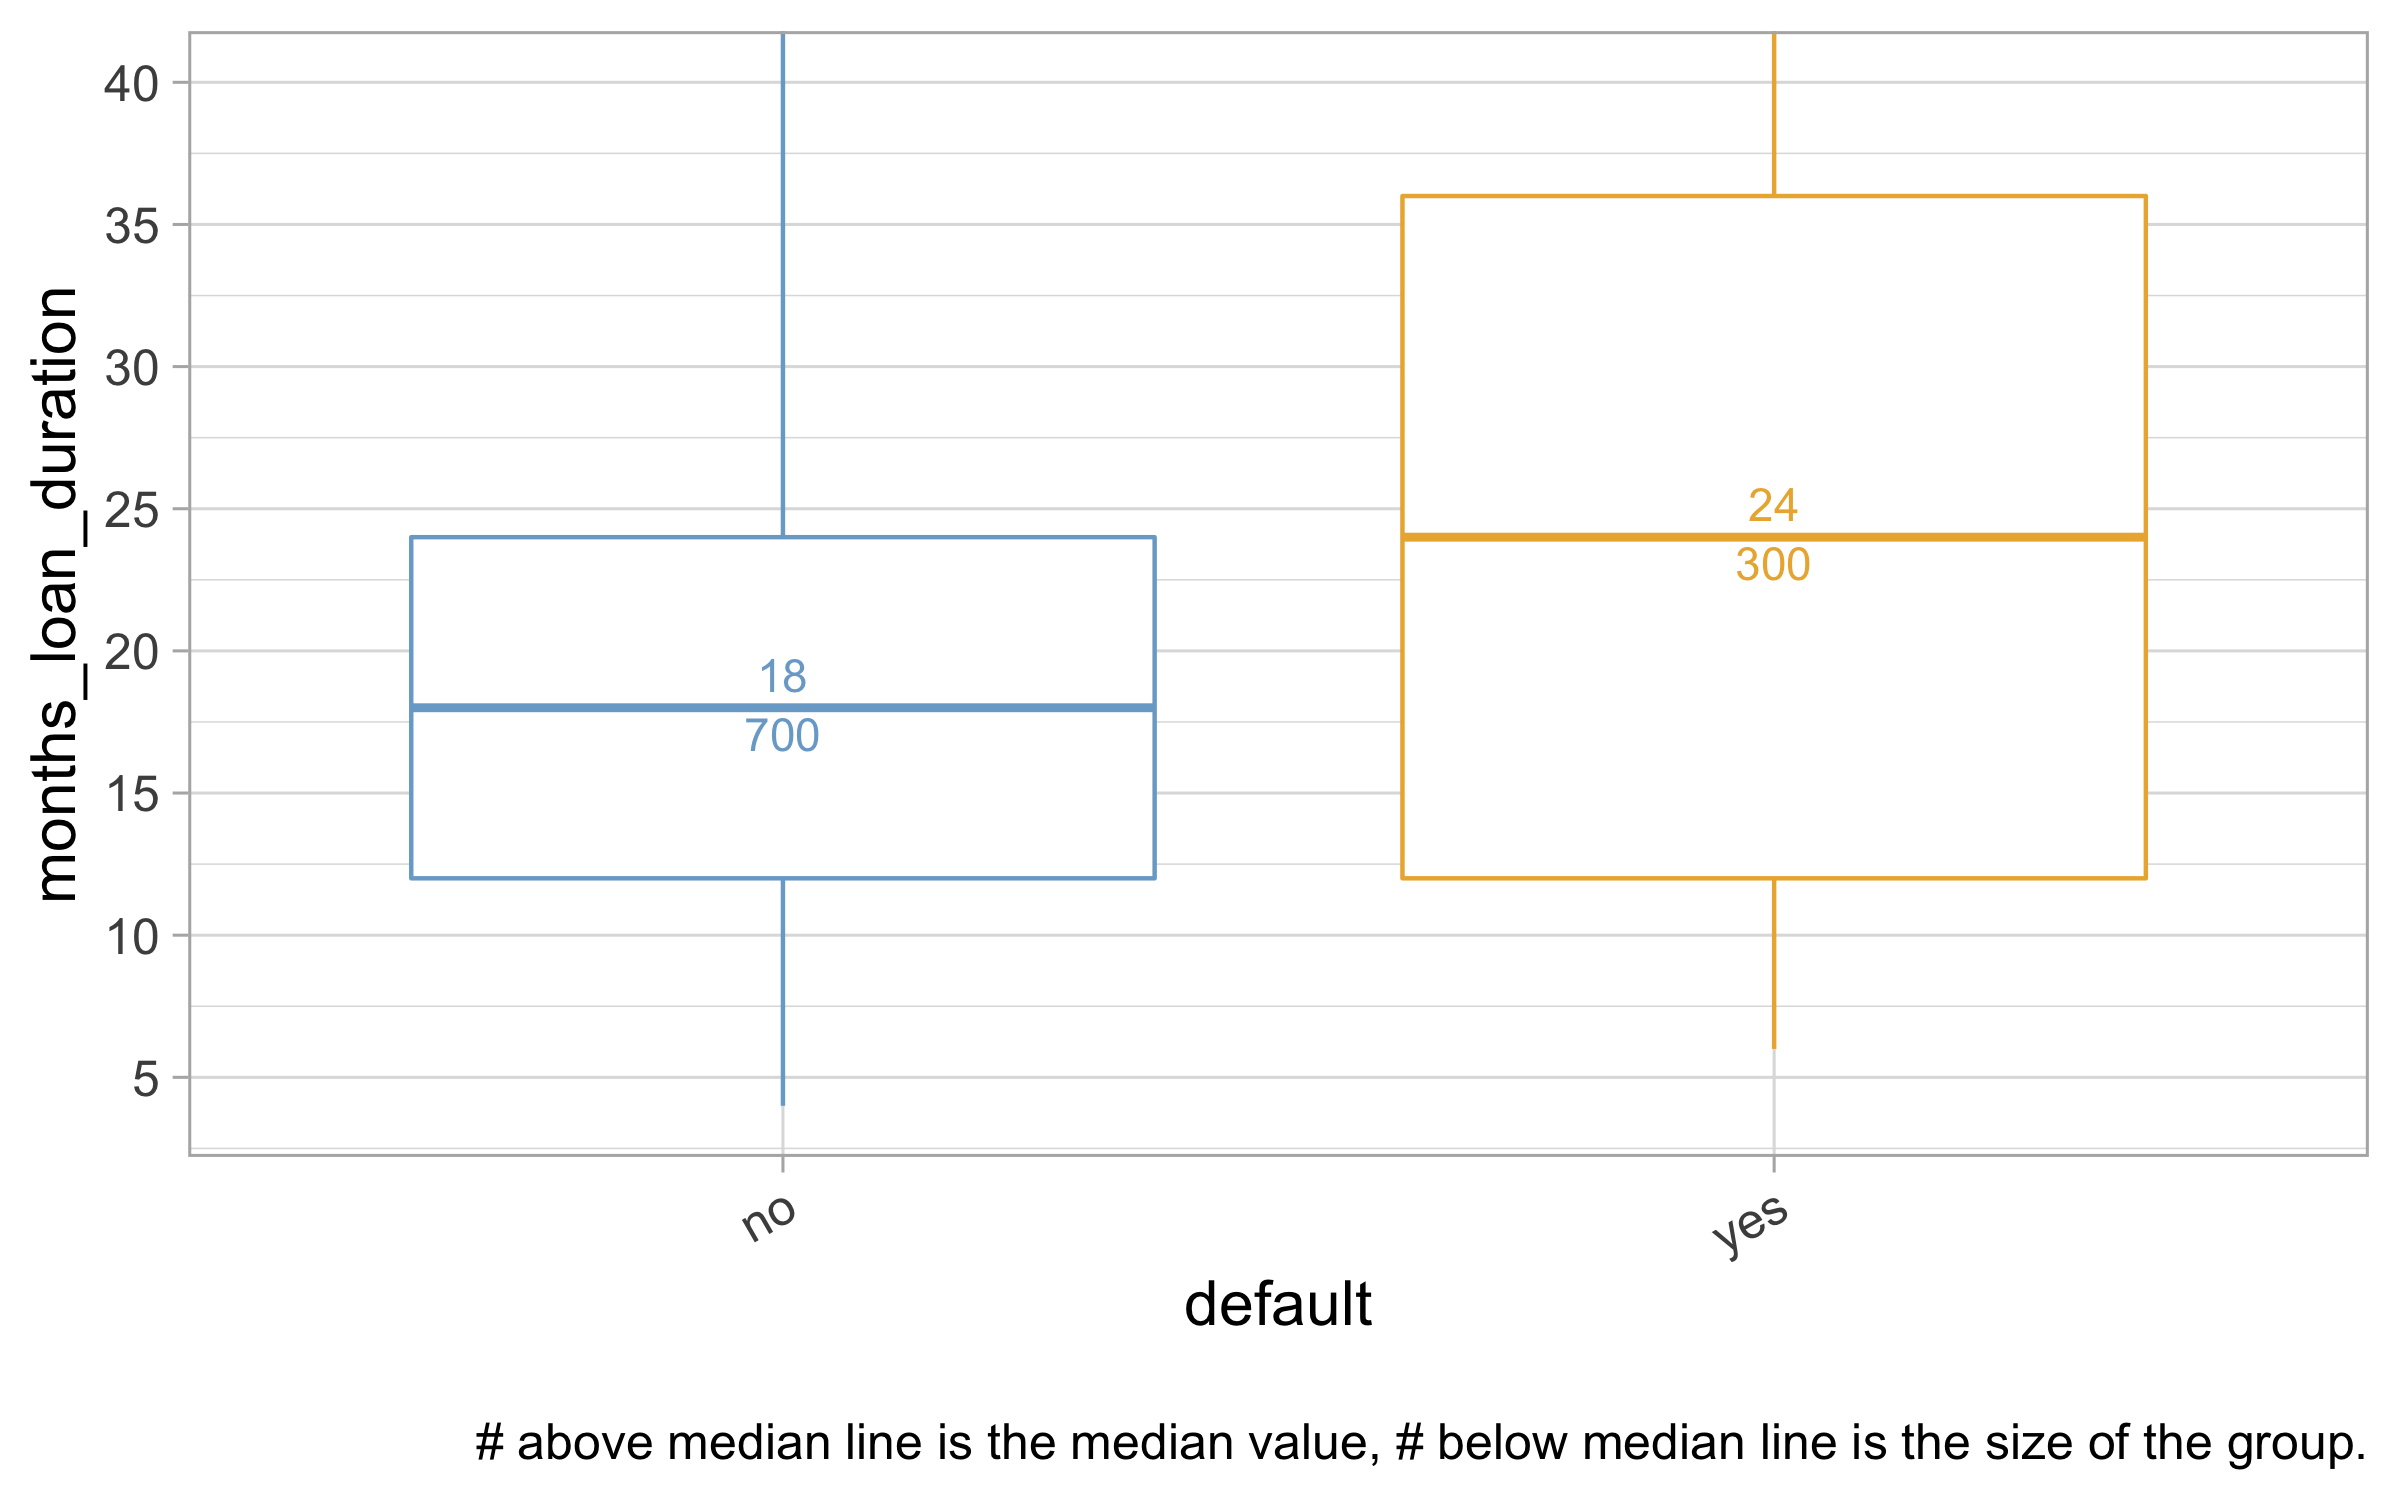 months_loan_duration
40
35
30
25
20
15
10
5
18
700
24
300
no
yes
default
# above median line is the median value, # below median line is the size of the group.